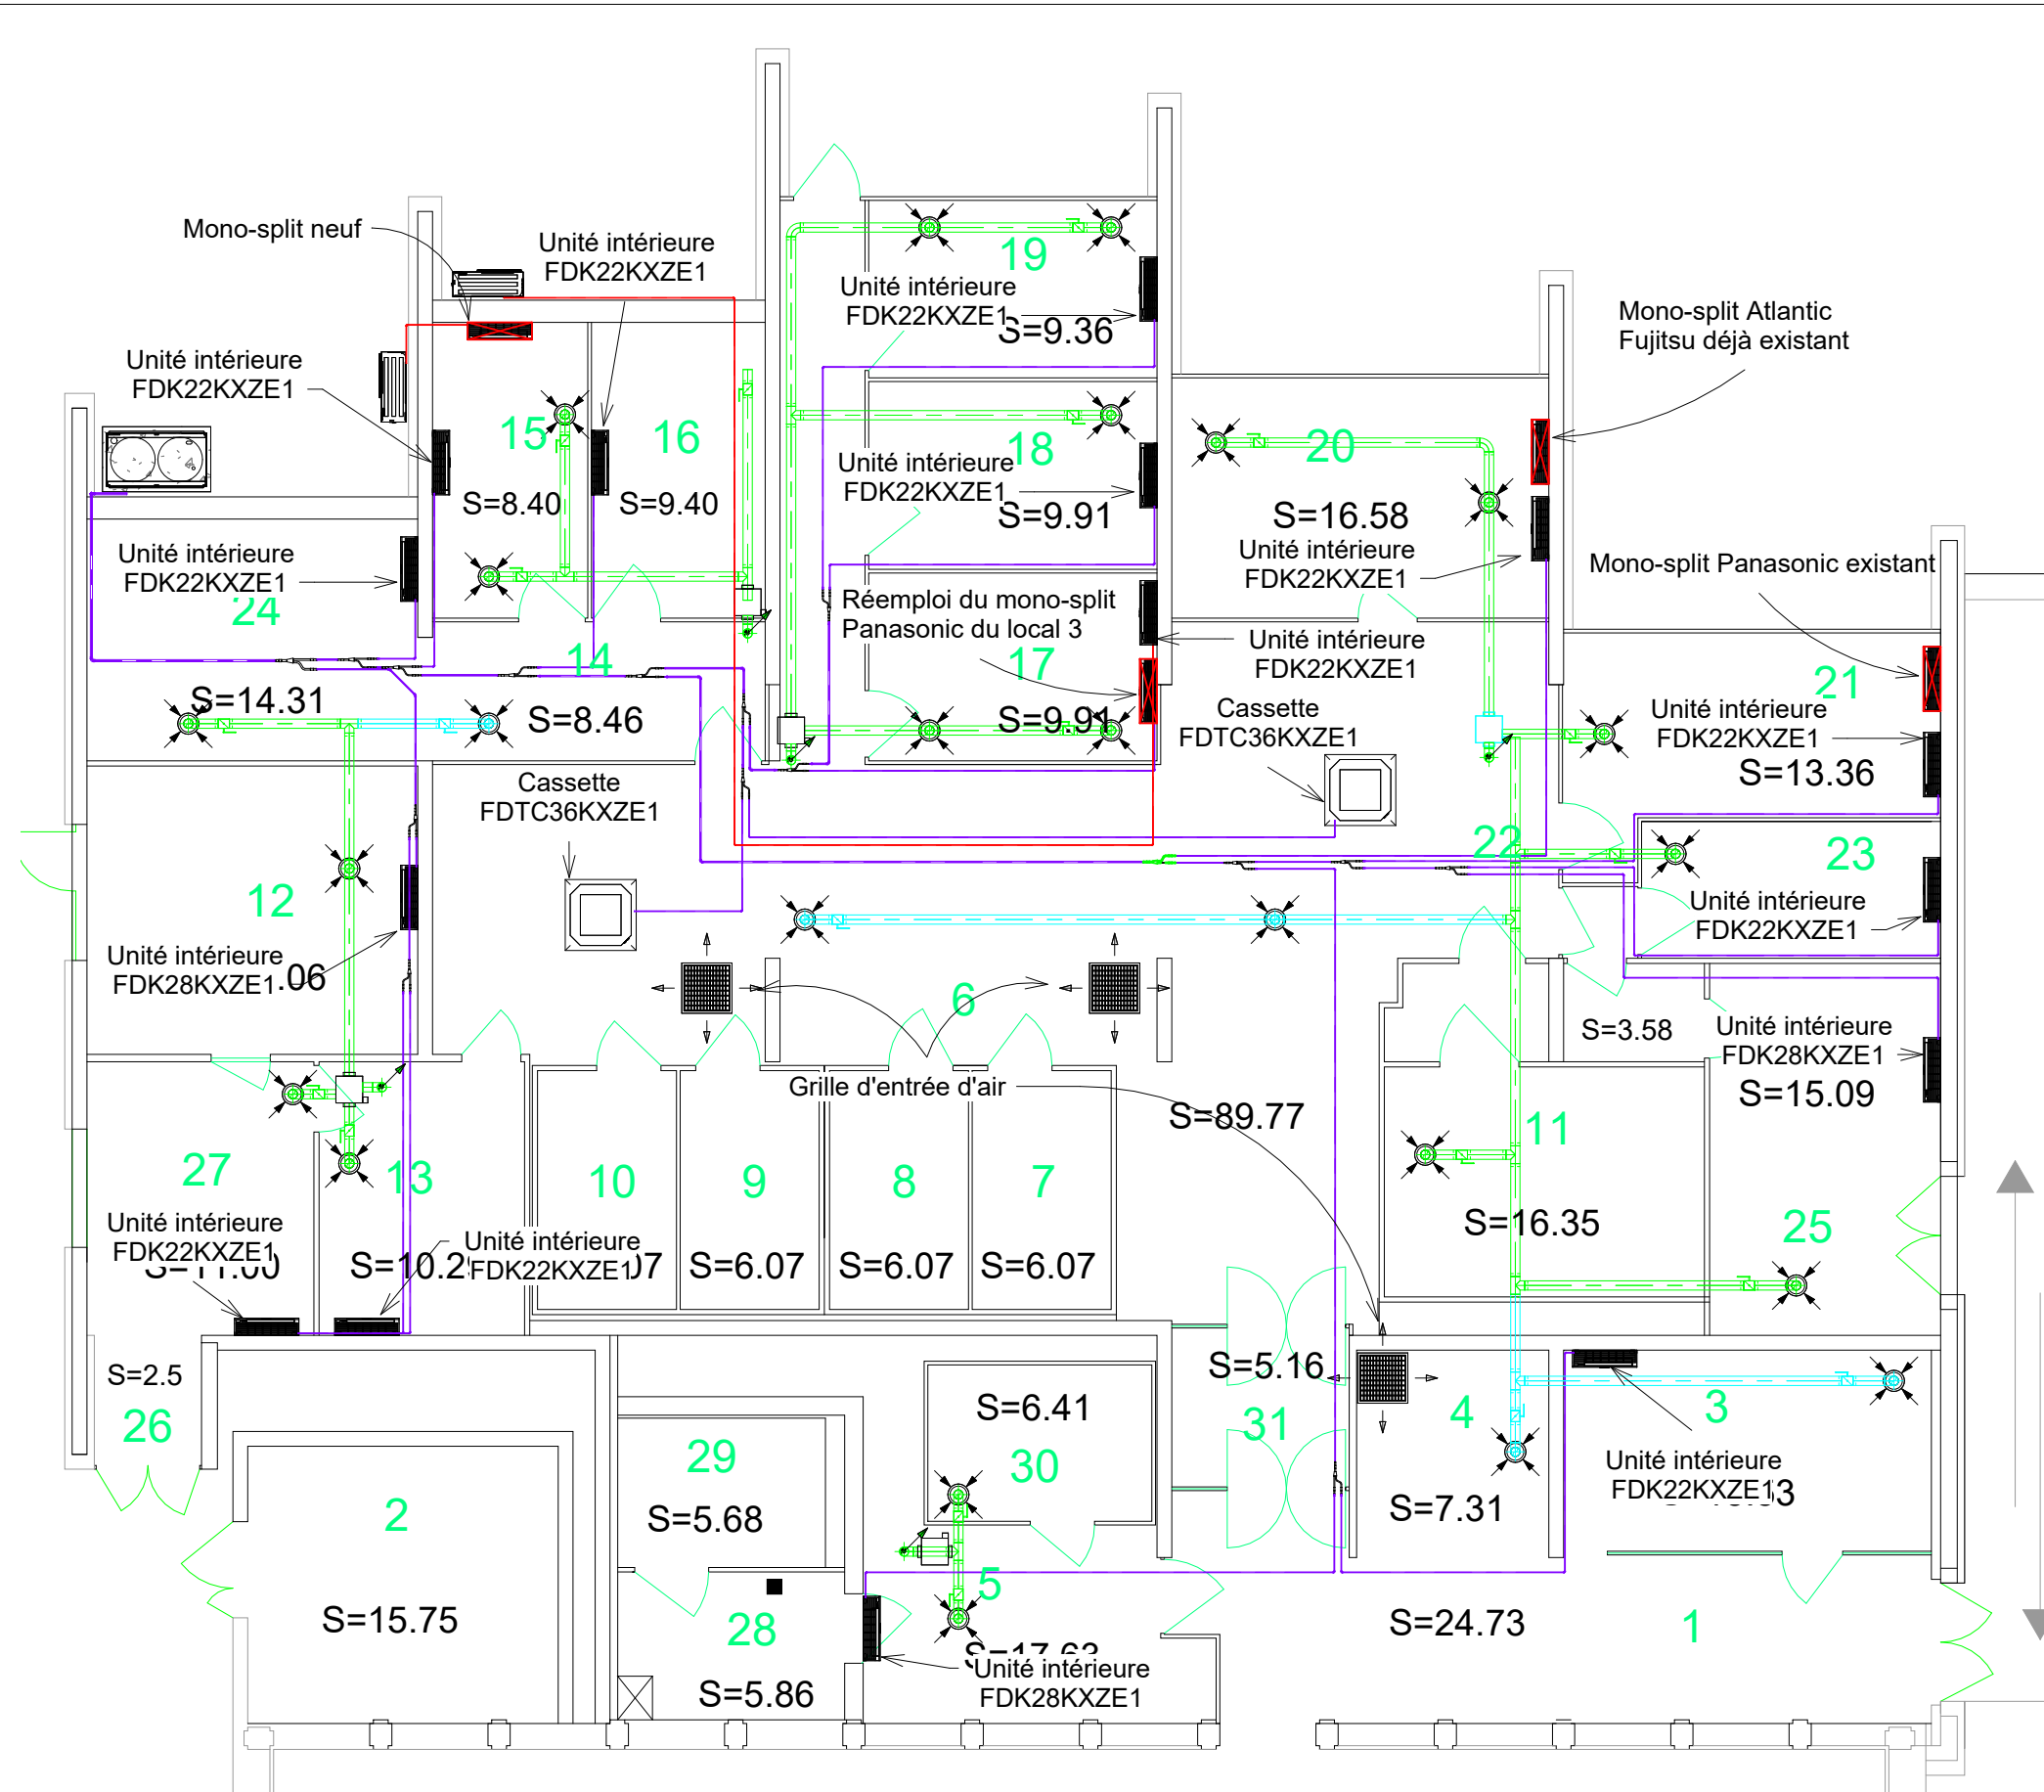 Mono-split neuf
Unité intérieure
FDK22KXZE1
19
Unité intérieure
FDK22KXZE1
S=9.36
Mono-split Atlantic
Fujitsu déjà existant
Unité intérieure
FDK22KXZE1
15
16
18
20
Unité intérieure
FDK22KXZE1
S=8.40
S=9.40
S=9.91
S=16.58
Unité intérieure
FDK22KXZE1
Unité intérieure
FDK22KXZE1
Mono-split Panasonic existant
24
Réemploi du mono-split
Panasonic du local 3
Unité intérieure
FDK22KXZE1
14
17
21
S=14.31
S=8.46
S=9.91
Cassette
FDTC36KXZE1
Unité intérieure
FDK22KXZE1
S=13.36
Cassette
FDTC36KXZE1
22
23
12
Unité intérieure
FDK22KXZE1
Unité intérieure
FDK28KXZE1
.06
6
S=3.58
Unité intérieure
FDK28KXZE1
S=15.09
Grille d'entrée d'air
S=89.77
11
27
13
10
9
8
7
S=16.35
25
Unité intérieure
FDK22KXZE1
S=10.2
Unité intérieure
FDK22KXZE1
S=6.07
S=6.07
S=6.07
S=2.5
26
S=5.16
31
S=6.41
30
4
3
29
S=5.68
Unité intérieure
FDK22KXZE1
S=7.31
2
S=15.75
5
28
S=5.86
S=17.63
Unité intérieure
FDK28KXZE1
S=24.73
1